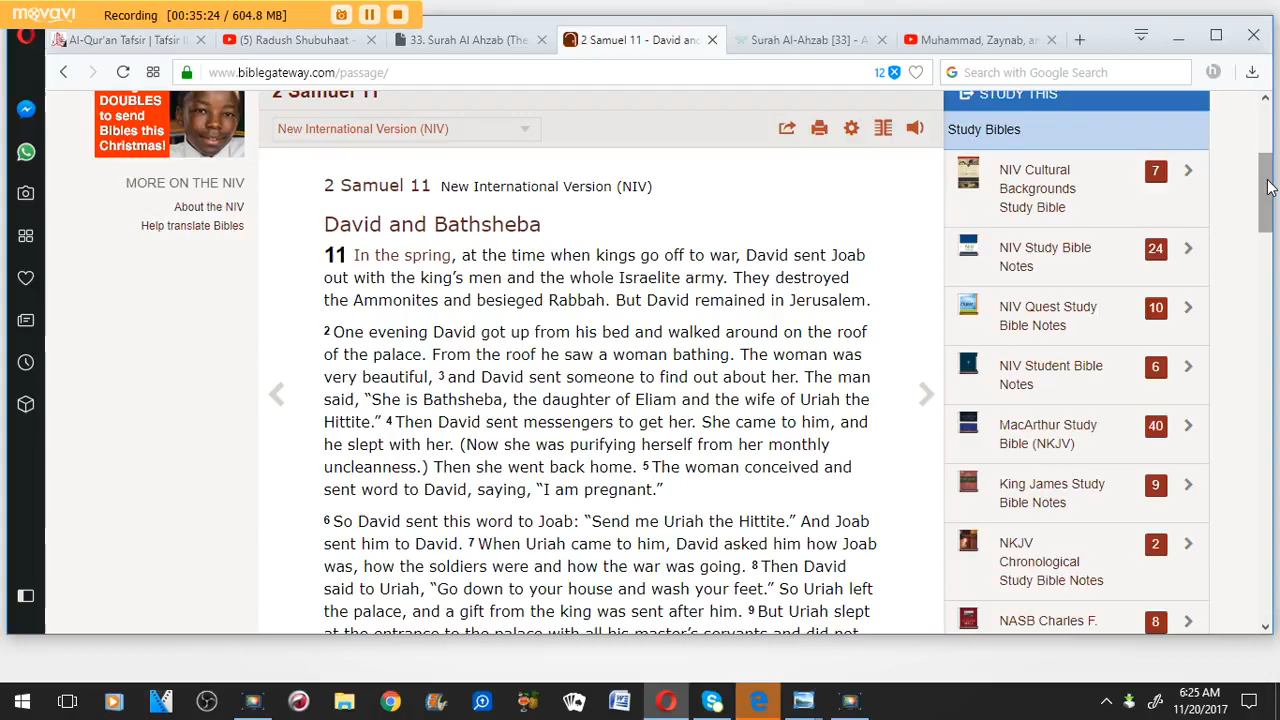 movavi
Recording (00:35:24 / 604.8 MB)
Al-Qur'an Tafsir | Tafsir I
(5) Radush Shubuhaat -
33. Surah Al Ahzab (The
2 Samuel 11 - David and
Surah Al-Ahzab [33] - A
Muhammad, Zaynab, an
www.biblegateway.com/passage/
12
Search with Google Search
DOUBLES
to send
Bibles this
Christmas!
MORE ON THE NIV
About the NIV
Help translate Bibles
2 Samuel 11
New International Version (NIV)
2 Samuel 11 New International Version (NIV)
David and Bathsheba
11 In the spring, at the time when kings go off to war, David sent Joab
out with the king's men and the whole Israelite army. They destroyed
the Ammonites and besieged Rabbah. But David remained in Jerusalem.
2 One evening David got up from his bed and walked around on the roof
of the palace. From the roof he saw a woman bathing. The woman was
very beautiful, 3 and David sent someone to find out about her. The man
said, “She is Bathsheba, the daughter of Eliam and the wife of Uriah the
Hittite.” 4 Then David sent messengers to get her. She came to him, and
he slept with her. (Now she was purifying herself from her monthly
uncleanness.) Then she went back home. 5 The woman conceived and
sent word to David, saying, “I am pregnant.”
6 So David sent this word to Joab: “Send me Uriah the Hittite.” And Joab
sent him to David. 7 When Uriah came to him, David asked him how Joab
was, how the soldiers were and how the war was going. 8 Then David
said to Uriah, “Go down to your house and wash your feet.” So Uriah left
the palace, and a gift from the king was sent after him. 9 But Uriah slept
at the entrance to the palace with all his master's servants and did not
STUDY THIS
Study Bibles
NIV Cultural
Backgrounds
Study Bible
7
NIV Study Bible
Notes
24
NIV Quest Study
Bible Notes
10
NIV Student Bible
Notes
6
MacArthur Study
Bible (NKJV)
40
King James Study
Bible Notes
9
NKJV
Chronological
Study Bible Notes
2
NASB Charles F.
8
6:25 AM
11/20/2017